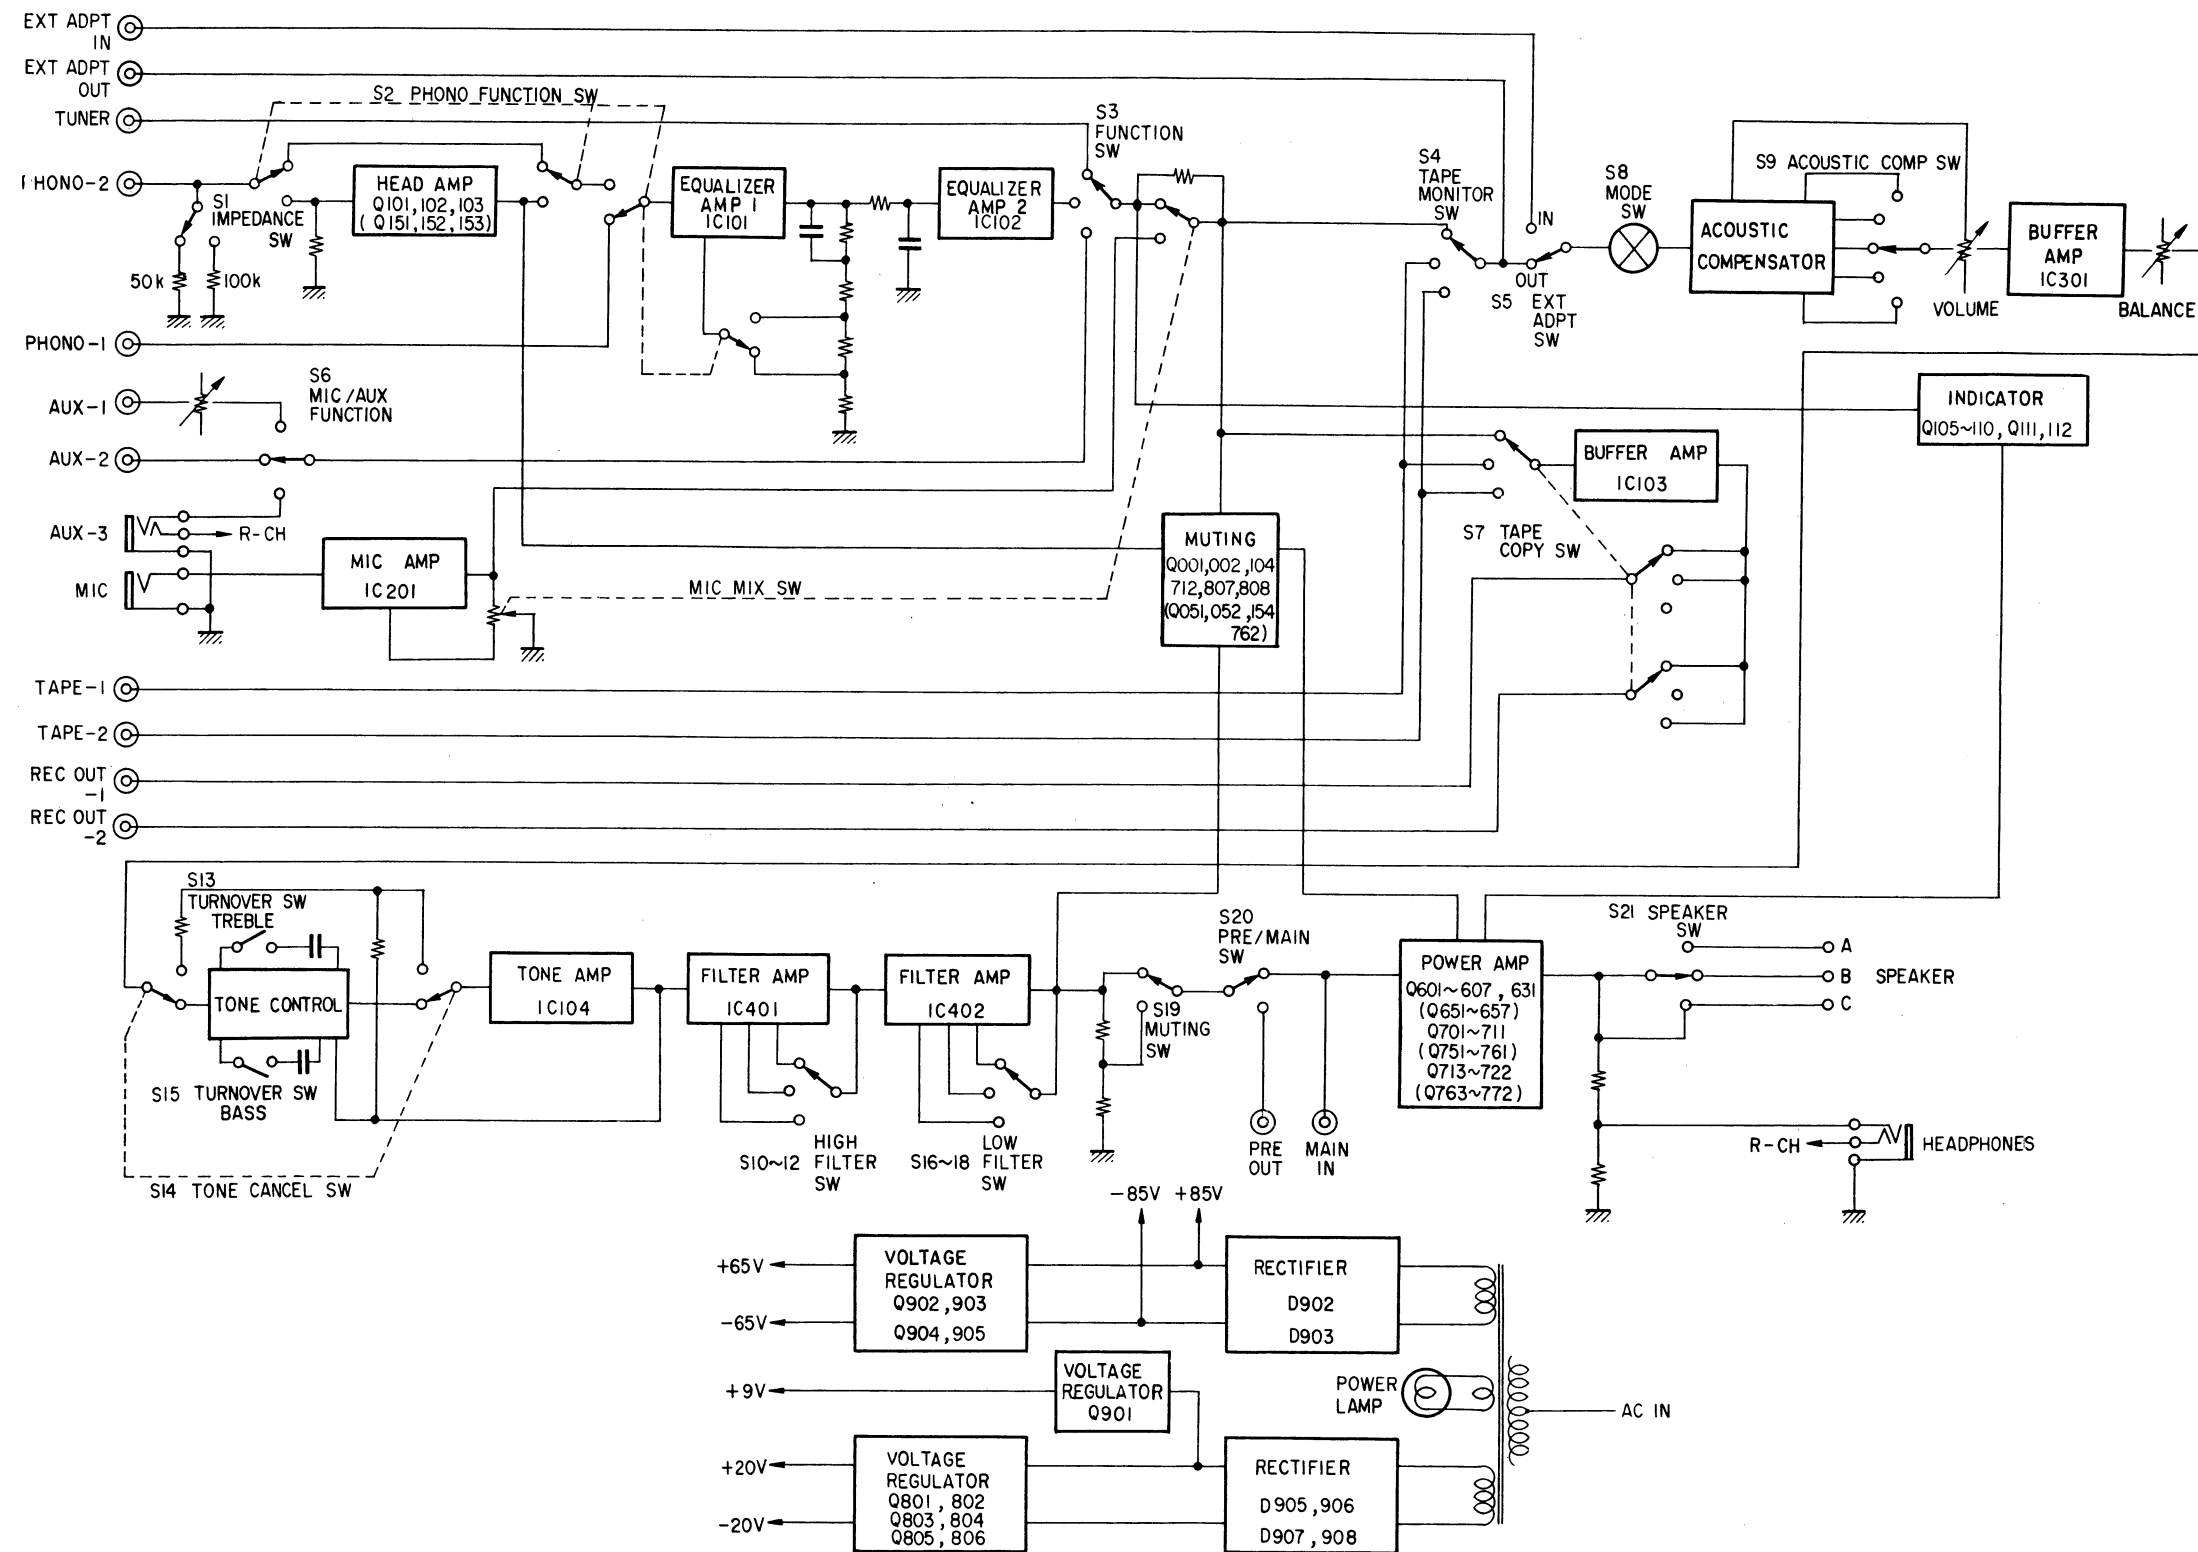 EXT ADPT
IN
EXT ADPT
OUT
TUNER
PHONO-2
PHONO-1
AUX-1
AUX-2
AUX-3
MIC
TAPE-1
TAPE-2
REC OUT
-1
REC OUT
-2
S2 PHONO FUNCTION SW
S1
IMPEDANCE
SW
50k
100k
HEAD AMP
Q101,102,103
(Q151,152,153)
EQUALIZER
AMP 1
IC101
EQUALIZER
AMP 2
IC102
S3
FUNCTION
SW
S6
MIC/AUX
FUNCTION
R-CH
MIC AMP
IC201
MIC MIX SW
MUTING
Q001,002,104
712,807,808
(Q051,052,154
762)
S4
TAPE
MONITOR
SW
IN
OUT
S5 EXT
ADPT
SW
S8
MODE
SW
S9 ACOUSTIC COMP SW
ACOUSTIC
COMPENSATOR
VOLUME
BUFFER
AMP
IC301
BALANCE
INDICATOR
Q105~110, Q111,112
BUFFER AMP
IC103
S7 TAPE
COPY SW
S13
TURNOVER SW
TREBLE
TONE CONTROL
S15 TURNOVER SW
BASS
S14 TONE CANCEL SW
TONE AMP
IC104
FILTER AMP
IC401
S10~12 HIGH
FILTER
SW
FILTER AMP
IC402
S16~18 LOW
FILTER
SW
S19
MUTING
SW
S20
PRE/MAIN
SW
PRE
OUT
MAIN
IN
POWER AMP
Q601~607, 631
(Q651~657)
Q701~711
(Q751~761)
Q713~722
(Q763~772)
S21 SPEAKER
SW
A
B SPEAKER
C
R-CH
HEADPHONES
-85V +85V
+65V
-65V
VOLTAGE
REGULATOR
Q902,903
Q904,905
RECTIFIER
D902
D903
+9V
VOLTAGE
REGULATOR
Q901
POWER
LAMP
AC IN
+20V
-20V
VOLTAGE
REGULATOR
Q801, 802
Q803, 804
Q805, 806
RECTIFIER
D905,906
D907,908